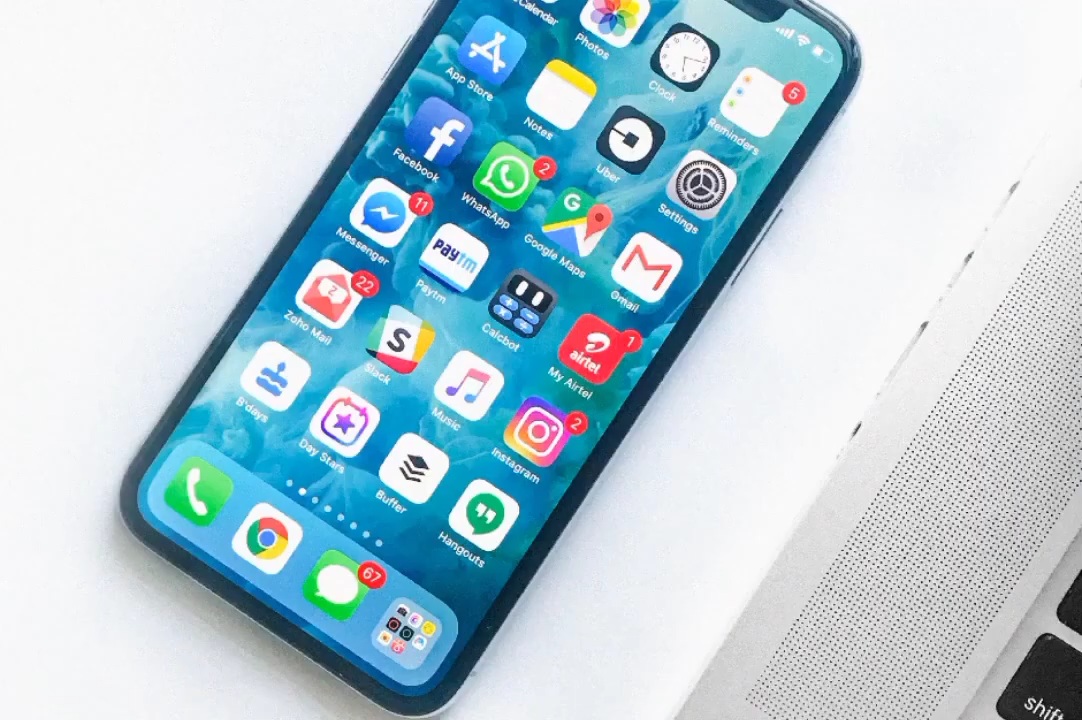 Calendar
Photos
Clock
Reminders
5
App Store
Notes
Uber
Settings
Facebook
WhatsApp
2
G
Google Maps
Gmail
Messenger
11
Paytm
Paytm
Calcbot
airtel
1
My Airtel
Z
22
Zoho Mail
S
Slack
Music
Instagram
2
B'days
Day Stars
Buffer
Hangouts
67
shift